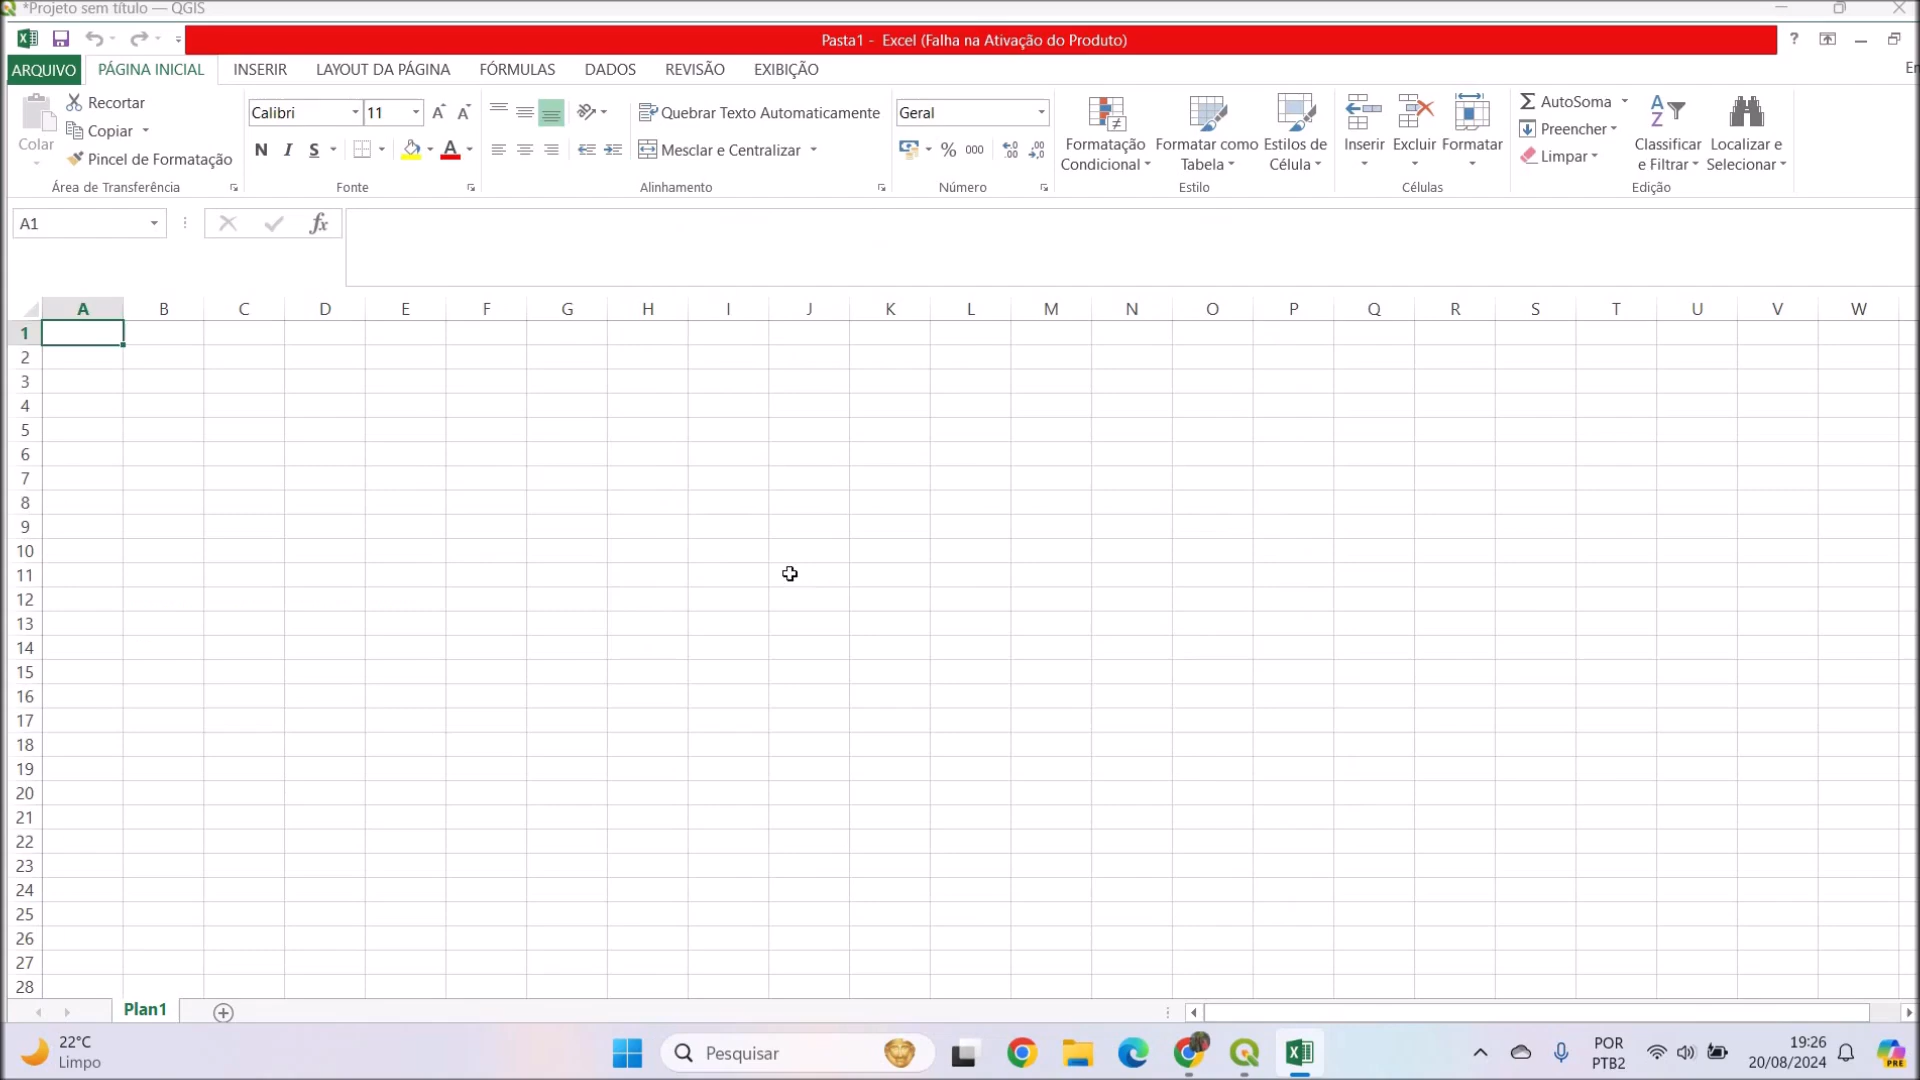 *Projeto sem título — QGIS
Pasta1 - Excel (Falha na Ativação do Produto)
ARQUIVO PÁGINA INICIAL INSERIR LAYOUT DA PÁGINA FÓRMULAS DADOS REVISÃO EXIBIÇÃO
Colar
Recortar
Copiar
Pincel de Formatação
Área de Transferência
Calibri 11
N I S
Fonte
Quebrar Texto Automaticamente
Mesclar e Centralizar
Alinhamento
Geral
% 000
Número
Formatação Condicional
Formatar como Tabela
Estilos de Célula
Estilo
Inserir Excluir Formatar
Células
AutoSoma
Preencher
Limpar
Classificar e Filtrar
Localizar e Selecionar
Edição
A1
fx
A B C D E F G H I J K L M N O P Q R S T U V W
1
2
3
4
5
6
7
8
9
10
11
12
13
14
15
16
17
18
19
20
21
22
23
24
25
26
27
28
Plan1
22°C
Limpo
Pesquisar
POR
PTB2
19:26
20/08/2024
PRE